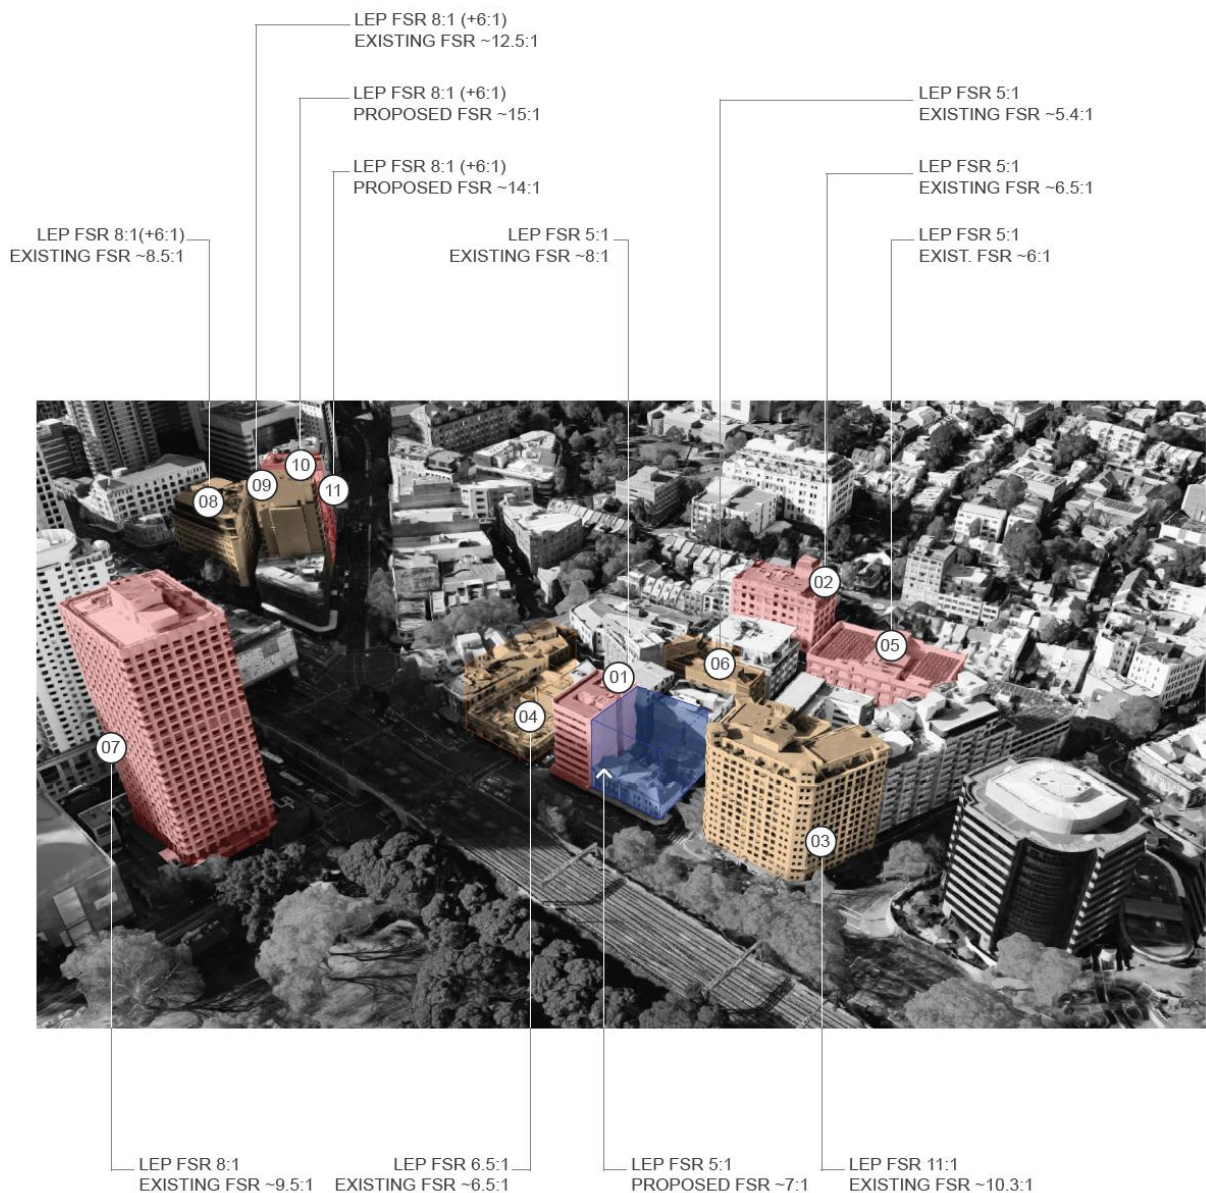 LEP FSR 8:1 (+6:1)
EXISTING FSR ~12.5:1
LEP FSR 8:1 (+6:1)
PROPOSED FSR ~15:1
LEP FSR 5:1
EXISTING FSR ~5.4:1
LEP FSR 8:1 (+6:1)
PROPOSED FSR ~14:1
LEP FSR 5:1
EXISTING FSR ~6.5:1
LEP FSR 8:1(+6:1)
EXISTING FSR ~8.5:1
LEP FSR 5:1
EXISTING FSR ~8:1
LEP FSR 5:1
EXIST. FSR ~6:1
10
09
11
08
02
05
06
01
04
07
03
LEP FSR 8:1
EXISTING FSR ~9.5:1
LEP FSR 6.5:1
EXISTING FSR ~6.5:1
LEP FSR 5:1
PROPOSED FSR ~7:1
LEP FSR 11:1
EXISTING FSR ~10.3:1